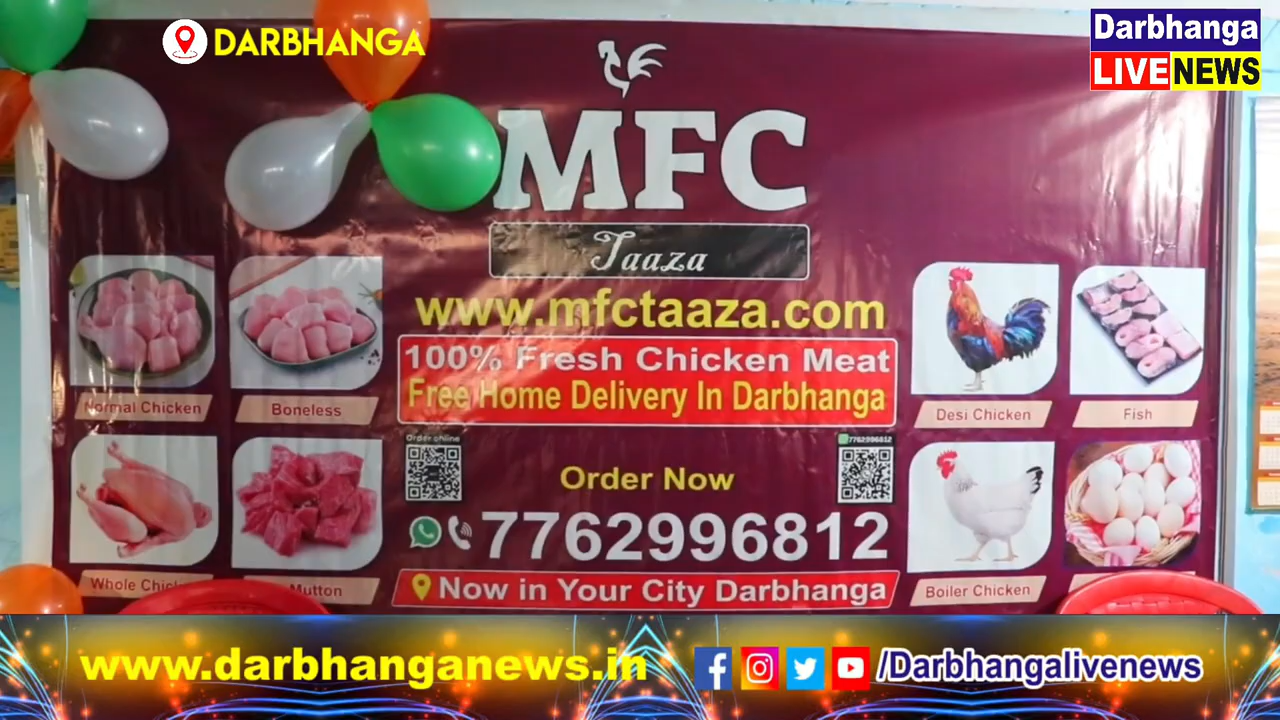 DARBHANGA
Darbhanga
LIVE NEWS
MFC
Taaza
www.mfctaaza.com
100% Fresh Chicken Meat
Free Home Delivery In Darbhanga
Normal Chicken
Boneless
Desi Chicken
Fish
Order online
7762996812
Order Now
7762996812
Whole
Mutton
Now in Your City Darbhanga
Boiler Chicken
www.darbhanganews.in
/Darbhangalivenews